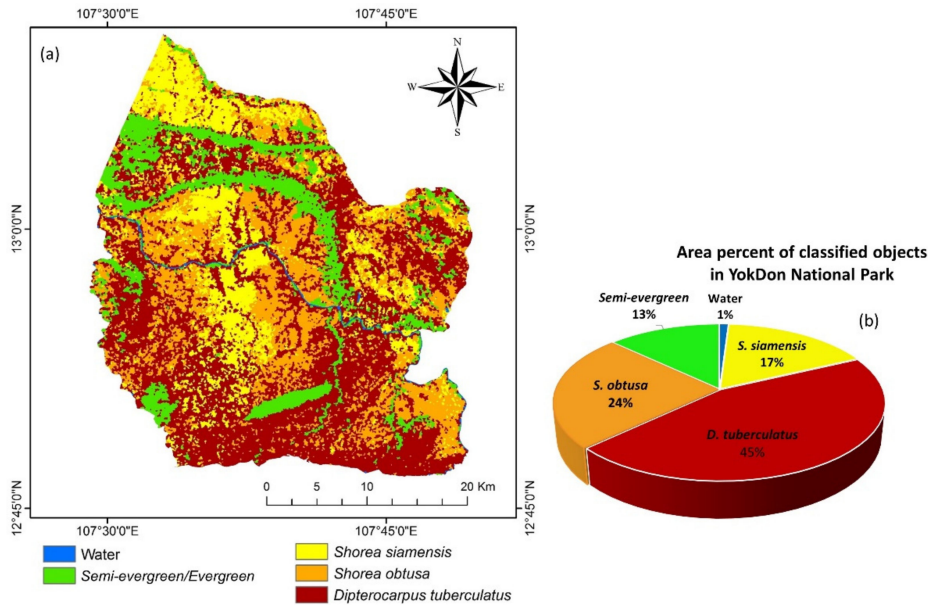 107°30'0"E
107°45'0"E
(a)
N
W
E
S
13°0'0"N
13°0'0"N
12°45'0"N
12°45'0"N
0 5 10 20 Km
107°30'0"E
107°45'0"E
Water
Semi-evergreen/Evergreen
Shorea siamensis
Shorea obtusa
Dipterocarpus tuberculatus
Area percent of classified objects
in YokDon National Park
(b)
Semi-evergreen
13%
Water
1%
S. siamensis
17%
S. obtusa
24%
D. tuberculatus
45%